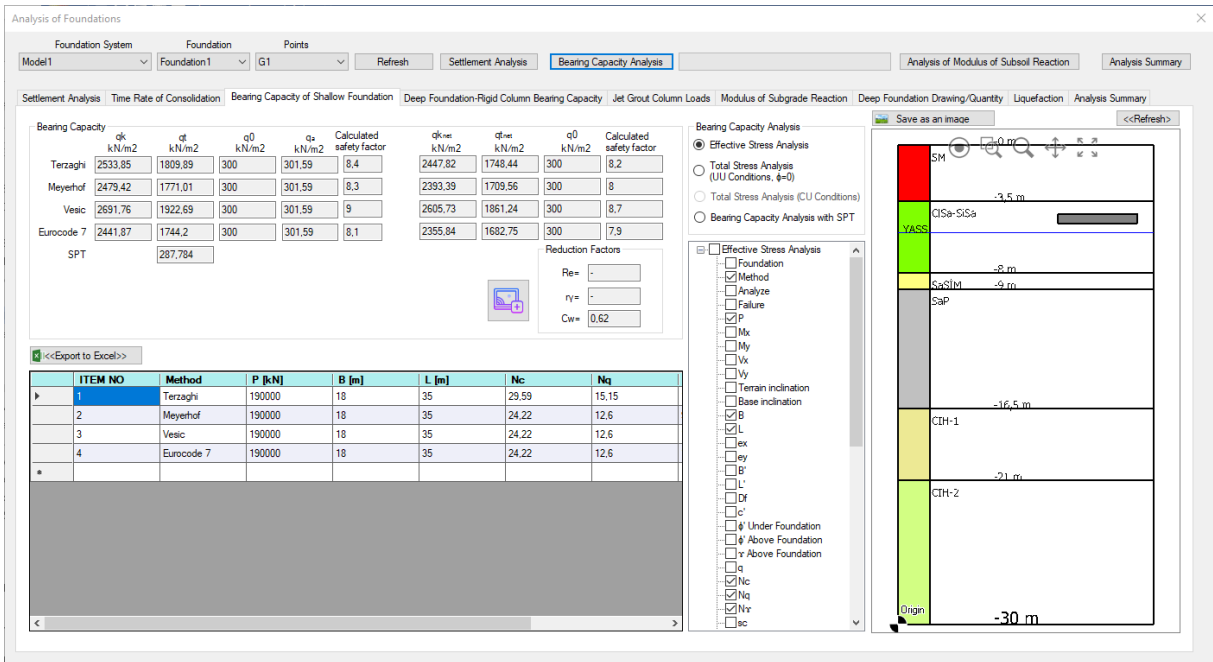 Analysis of Foundations
Foundation System Foundation Points
Model1 Foundation1 G1 Refresh Settlement Analysis Bearing Capacity Analysis Analysis of Modulus of Subsoil Reaction Analysis Summary
Settlement Analysis Time Rate of Consolidation Bearing Capacity of Shallow Foundation Deep Foundation-Rigid Column Bearing Capacity Jet Grout Column Loads Modulus of Subgrade Reaction Deep Foundation Drawing/Quantity Liquefaction Analysis Summary
Bearing Capacity
qk qt q0 qa Calculated qk net qt net q0 Calculated
kN/m2 kN/m2 kN/m2 kN/m2 safety factor kN/m2 kN/m2 kN/m2 safety factor
Terzaghi 2533,85 1809,89 300 301,59 8,4 2447,82 1748,44 300 8,2
Meyerhof 2479,42 1771,01 300 301,59 8,3 2393,39 1709,56 300 8
Vesic 2691,76 1922,69 300 301,59 9 2605,73 1861,24 300 8,7
Eurocode 7 2441,87 1744,2 300 301,59 8,1 2355,84 1682,75 300 7,9
SPT 287,784
Reduction Factors
Re= -
rγ= -
Cw= 0,62
<<Export to Excel>>
ITEM NO Method P [kN] B [m] L [m] Nc Nq
1 Terzaghi 190000 18 35 29,59 15,15
2 Meyerhof 190000 18 35 24,22 12,6
3 Vesic 190000 18 35 24,22 12,6
4 Eurocode 7 190000 18 35 24,22 12,6
Bearing Capacity Analysis
Effective Stress Analysis
Total Stress Analysis
(UU Conditions, ϕ=0)
Total Stress Analysis (CU Conditions)
Bearing Capacity Analysis with SPT
Effective Stress Analysis
Foundation
Method
Analyze
Failure
P
Mx
My
Vx
Vy
Terrain inclination
Base inclination
B
L
ex
ey
B'
L'
Df
c'
ϕ' Under Foundation
ϕ' Above Foundation
ɤ Above Foundation
q
Nc
Nq
Nɤ
sc
Save as an image <<Refresh>>
-0 m
SM
-3,5 m
ClSa-SiSa
YASS
-8 m
SaSİM -9 m
SaP
-16,5 m
CIH-1
-21 m
CIH-2
Origin
-30 m